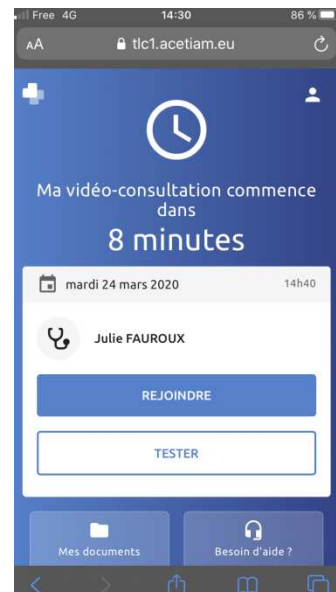 Free 4G 14:30 86 %
AA tlc1.acetiam.eu
Ma vidéo-consultation commence
dans
8 minutes
mardi 24 mars 2020 14h40
Julie FAUROUX
REJOINDRE
TESTER
Mes documents Besoin d'aide ?